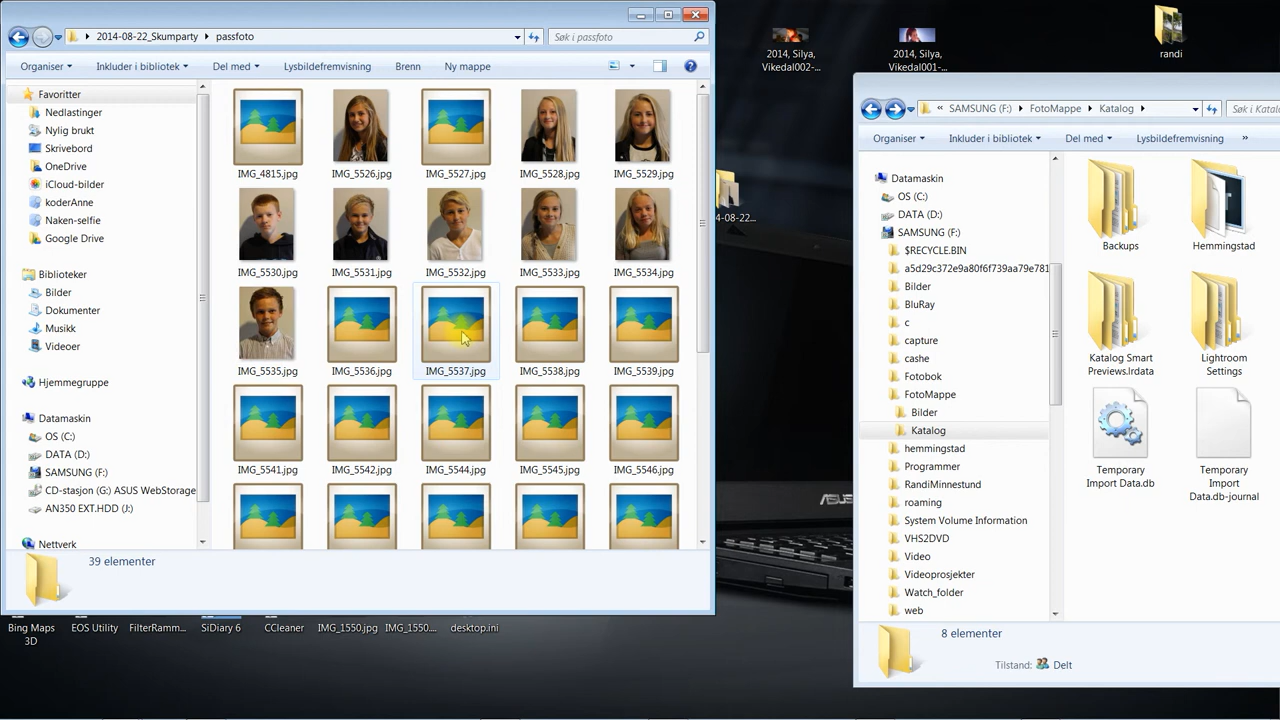 2014-08-22_Skumparty
passfoto
Søk i passfoto
Organiser
Inkluder i bibliotek
Del med
Lysbildefremvisning
Brenn
Ny mappe
Favoritter
Nedlastinger
Nylig brukt
Skrivebord
OneDrive
iCloud-bilder
koderAnne
Naken-selfie
Google Drive
Biblioteker
Bilder
Dokumenter
Musikk
Videoer
Hjemmegruppe
Datamaskin
OS (C:)
DATA (D:)
SAMSUNG (F:)
CD-stasjon (G:) ASUS WebStorage
AN350 EXT.HDD (J:)
Nettverk
IMG_4815.jpg
IMG_5526.jpg
IMG_5527.jpg
IMG_5528.jpg
IMG_5529.jpg
IMG_5530.jpg
IMG_5531.jpg
IMG_5532.jpg
IMG_5533.jpg
IMG_5534.jpg
IMG_5535.jpg
IMG_5536.jpg
IMG_5537.jpg
IMG_5538.jpg
IMG_5539.jpg
IMG_5541.jpg
IMG_5542.jpg
IMG_5544.jpg
IMG_5545.jpg
IMG_5546.jpg
39 elementer
Bing Maps
3D
EOS Utility
FilterRamm...
SiDiary 6
CCleaner
IMG_1550.jpg
IMG_1550....
desktop.ini
2014, Silya,
Vikedal002-...
2014, Silya,
Vikedal001-...
randi
4-08-22...
ASUS
« SAMSUNG (F:)
FotoMappe
Katalog
Søk i Katal
Organiser
Inkluder i bibliotek
Del med
Lysbildefremvisning
»
Datamaskin
OS (C:)
DATA (D:)
SAMSUNG (F:)
$RECYCLE.BIN
a5d29c372e9a80f6f739aa79e781
Bilder
BluRay
c
capture
cashe
Fotobok
FotoMappe
Bilder
Katalog
hemmingstad
Programmer
RandiMinnestund
roaming
System Volume Information
VHS2DVD
Video
Videoprosjekter
Watch_folder
web
Backups
Hemmingstad
Katalog Smart
Previews.lrdata
Lightroom
Settings
Temporary
Import Data.db
Temporary
Import
Data.db-journal
8 elementer
Tilstand:
Delt